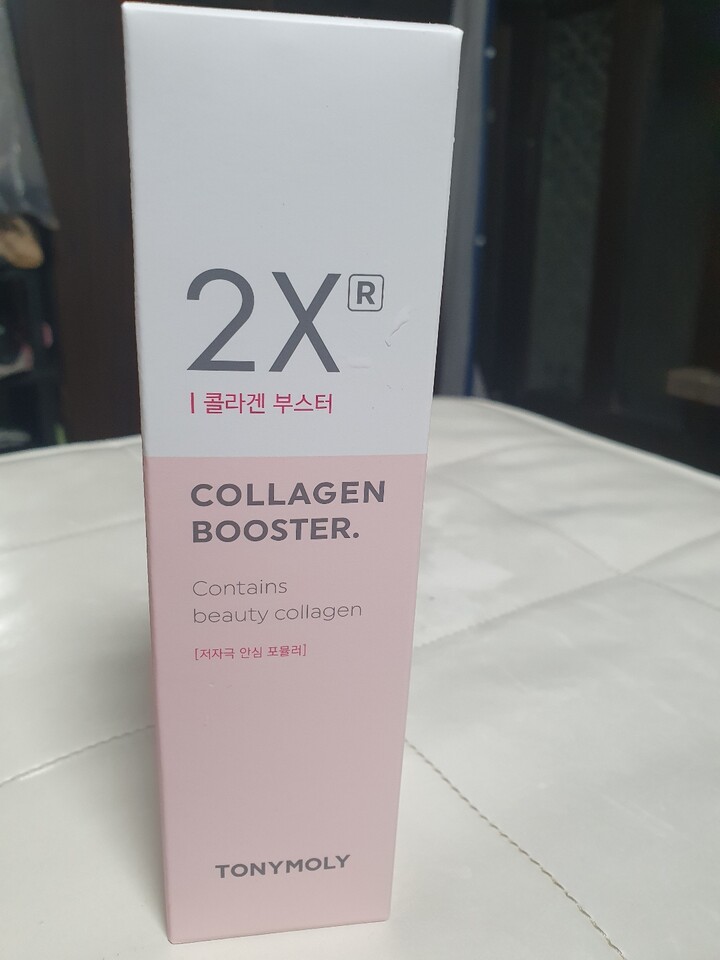 2X R
| 콜라겐 부스터
COLLAGEN
BOOSTER.
Contains
beauty collagen
[저자극 안심 포뮬러]
TONYMOLY